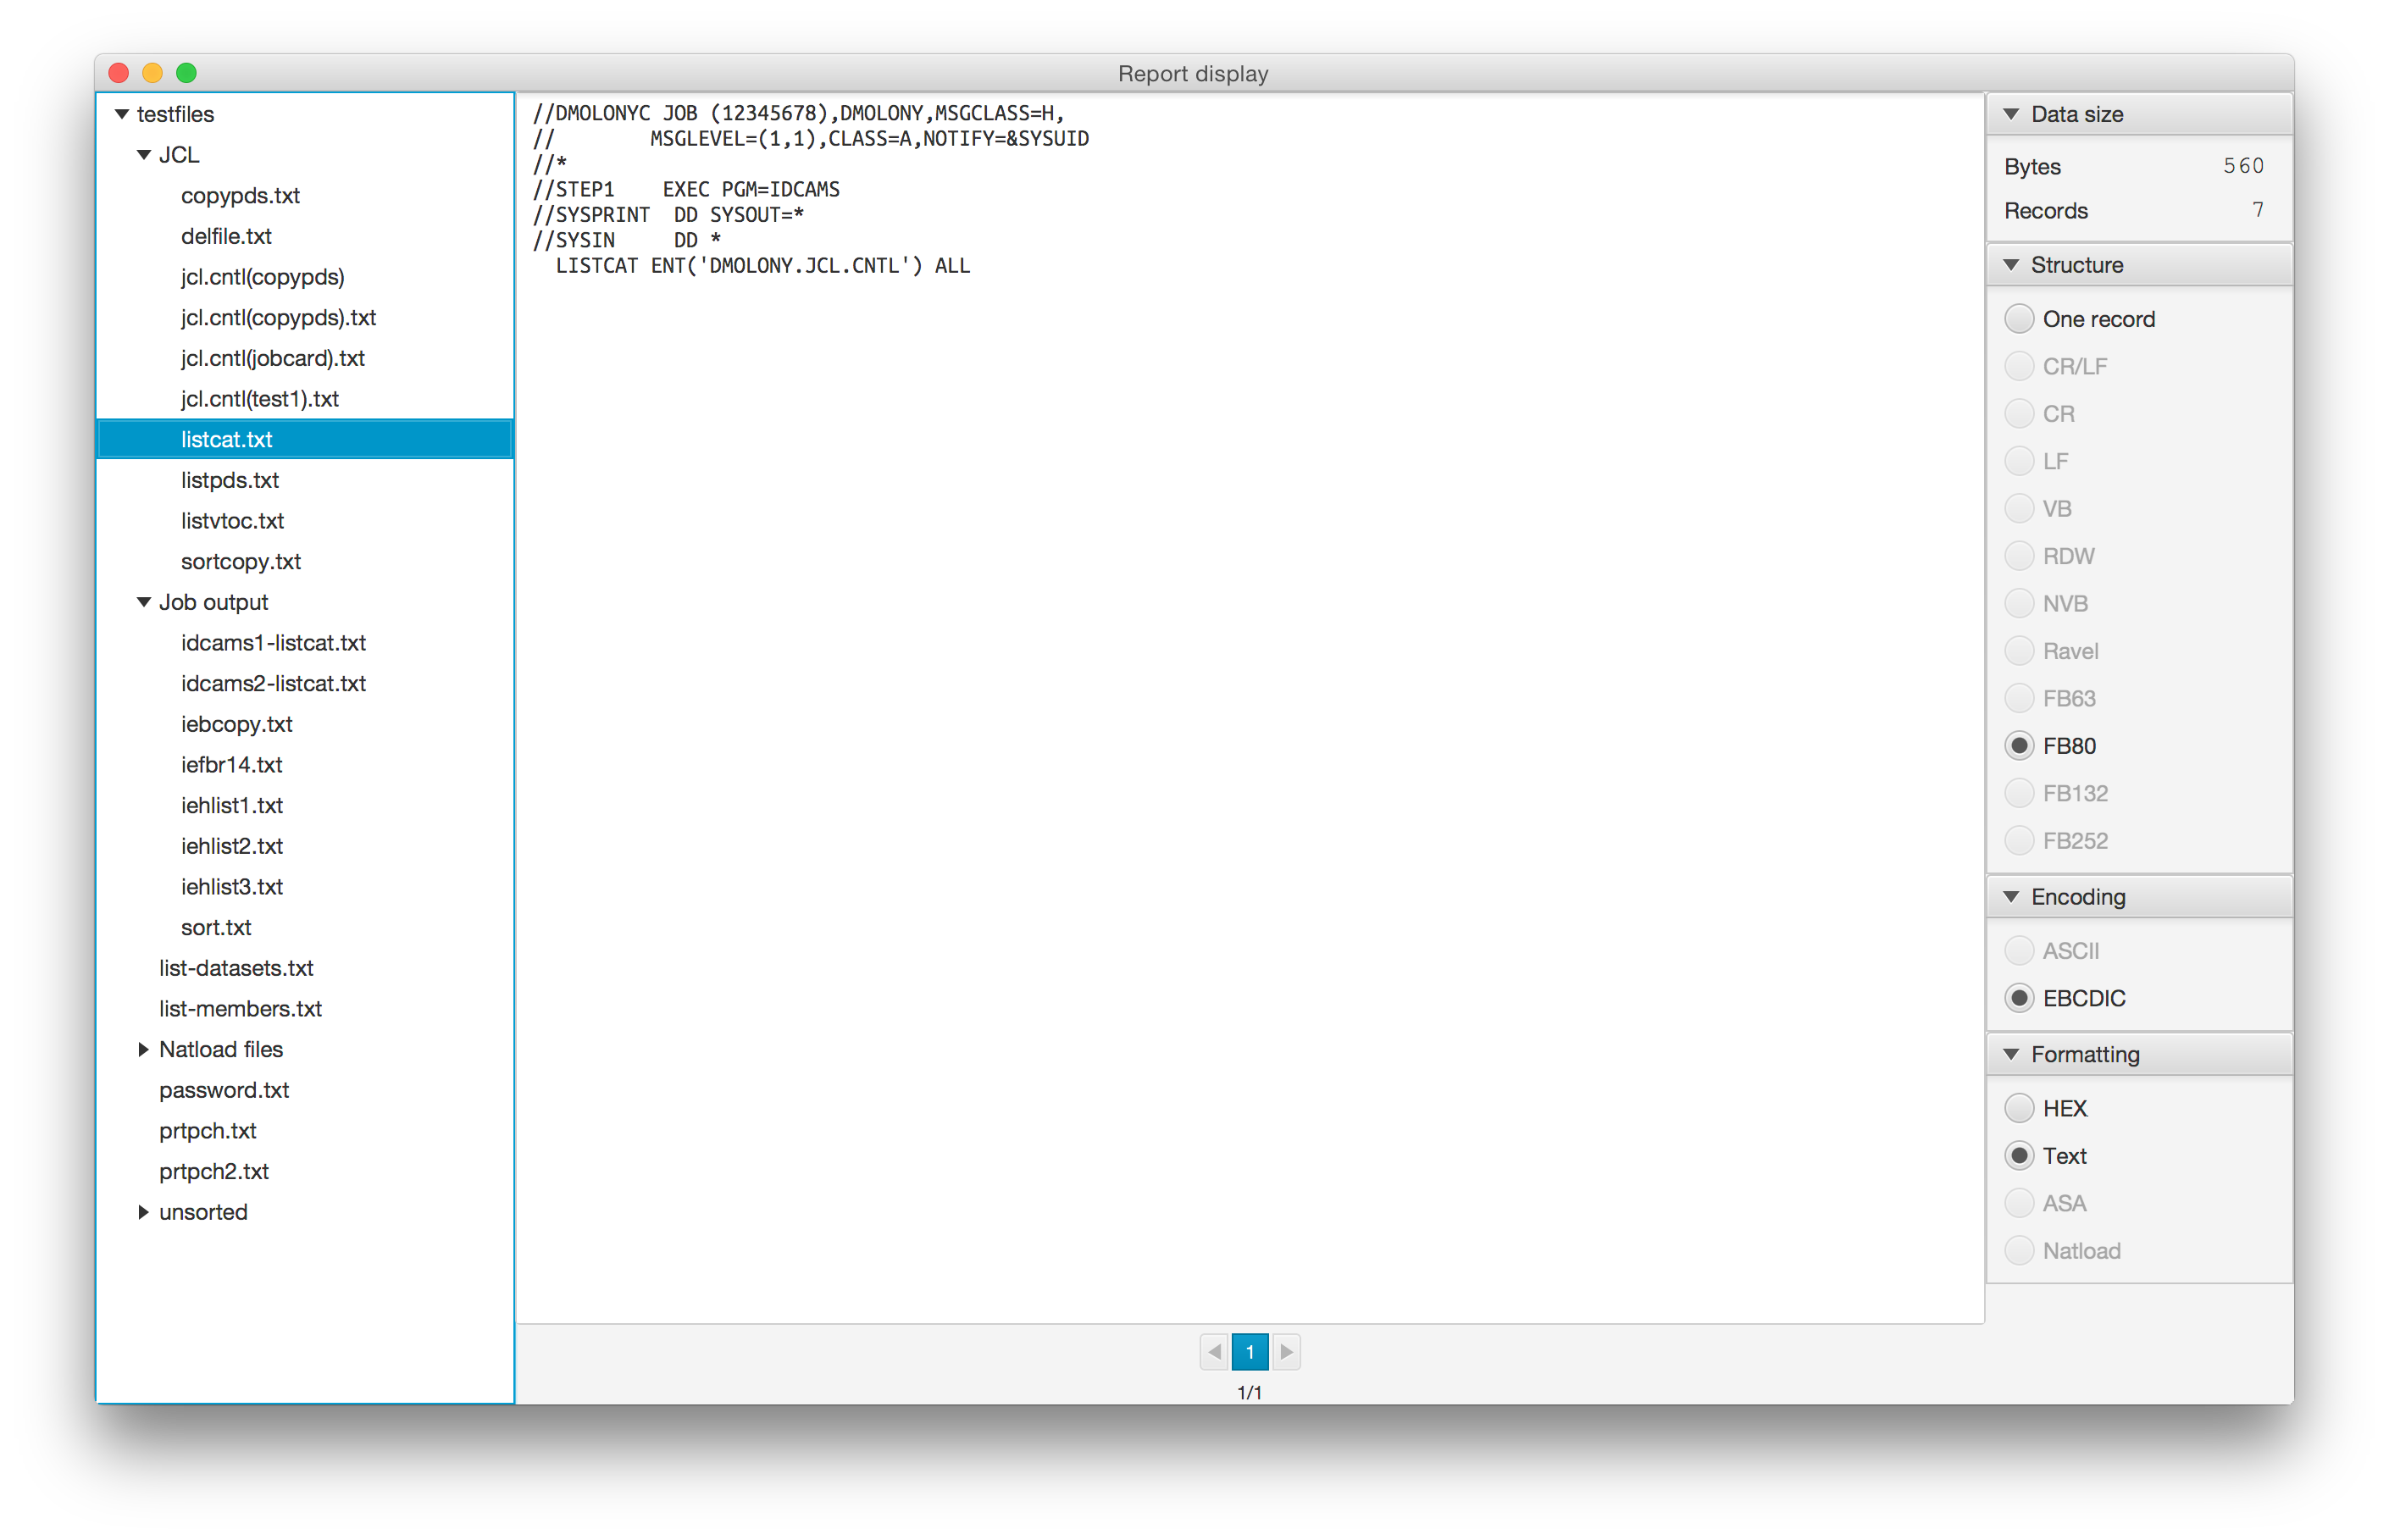 Report display
testfiles
JCL
copypds.txt
delfile.txt
jcl.cntl(copypds)
jcl.cntl(copypds).txt
jcl.cntl(jobcard).txt
jcl.cntl(test1).txt
listcat.txt
listpds.txt
listvtoc.txt
sortcopy.txt
Job output
idcams1-listcat.txt
idcams2-listcat.txt
iebcopy.txt
iefbr14.txt
iehlist1.txt
iehlist2.txt
iehlist3.txt
sort.txt
list-datasets.txt
list-members.txt
Natload files
password.txt
prtpch.txt
prtpch2.txt
unsorted
//DMOLONYC JOB (12345678),DMOLONY,MSGCLASS=H,
//        MSGLEVEL=(1,1),CLASS=A,NOTIFY=&SYSUID
//*
//STEP1    EXEC PGM=IDCAMS
//SYSPRINT  DD SYSOUT=*
//SYSIN     DD *
  LISTCAT ENT('DMOLONY.JCL.CNTL') ALL
1
1/1
Data size
Bytes 560
Records 7
Structure
One record
CR/LF
CR
LF
VB
RDW
NVB
Ravel
FB63
FB80
FB132
FB252
Encoding
ASCII
EBCDIC
Formatting
HEX
Text
ASA
Natload